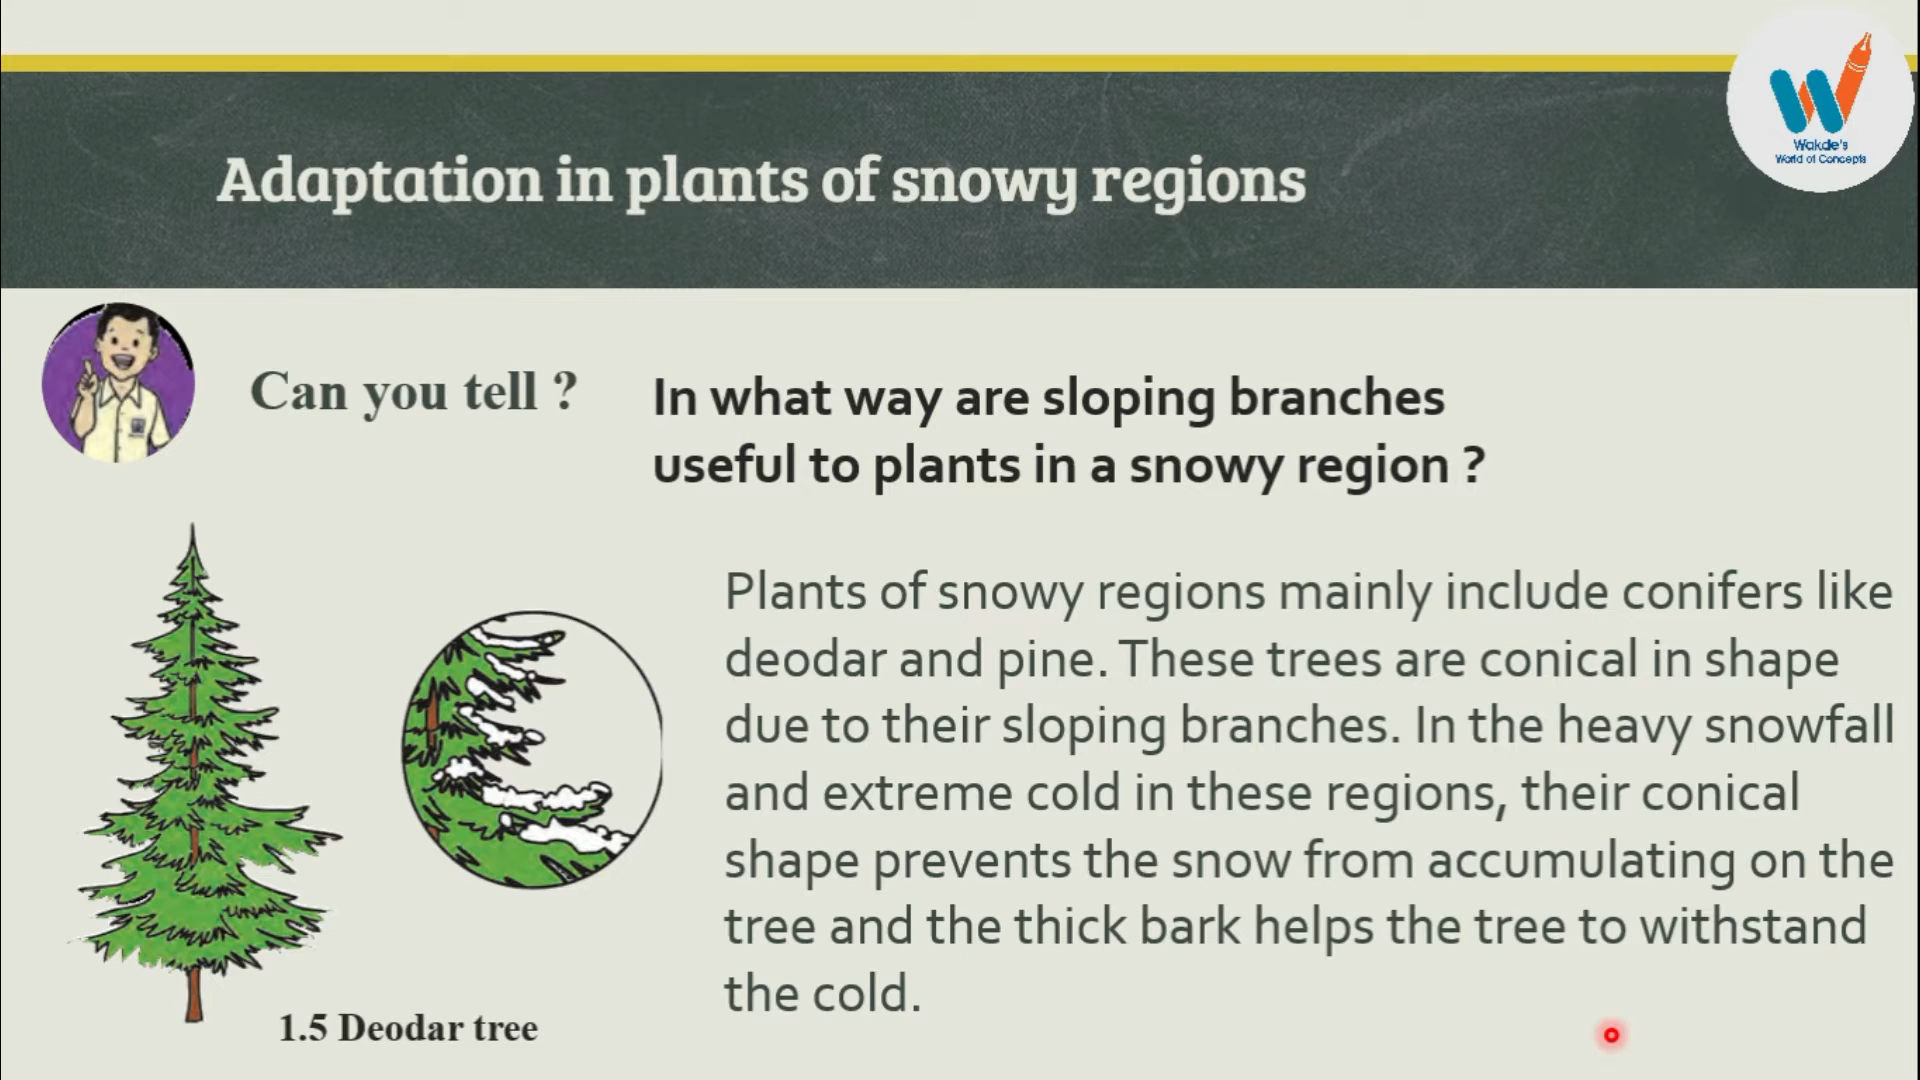 Wakde's
World of Concepts
Adaptation in plants of snowy regions
Can you tell ?
In what way are sloping branches
useful to plants in a snowy region ?
Plants of snowy regions mainly include conifers like
deodar and pine. These trees are conical in shape
due to their sloping branches. In the heavy snowfall
and extreme cold in these regions, their conical
shape prevents the snow from accumulating on the
tree and the thick bark helps the tree to withstand
the cold.
1.5 Deodar tree